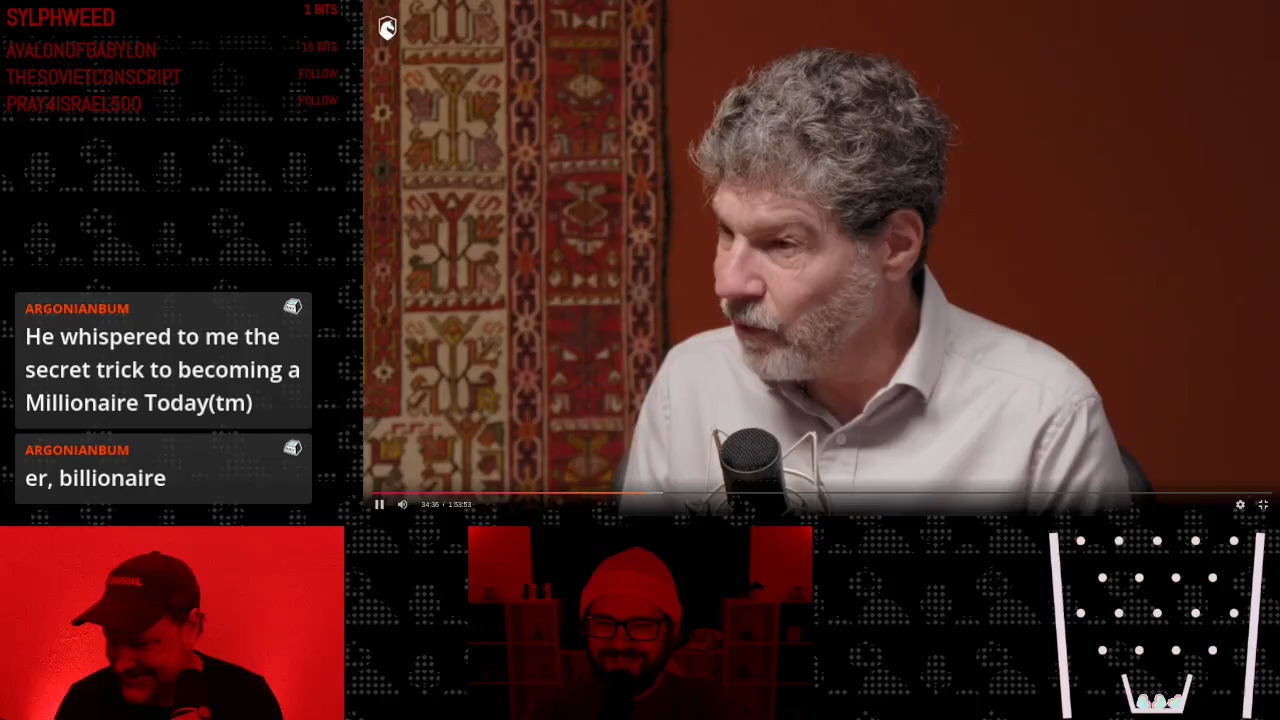 SYLPHWEED 1 BITS
AVALONOFBABYLON 15 BITS
THESOVIETCONSCRIPT FOLLOW
PRAY4ISRAEL500 FOLLOW
ARGONIANBUM
He whispered to me the
secret trick to becoming a
Millionaire Today(tm)
ARGONIANBUM
er, billionaire
34:36 / 1:53:53